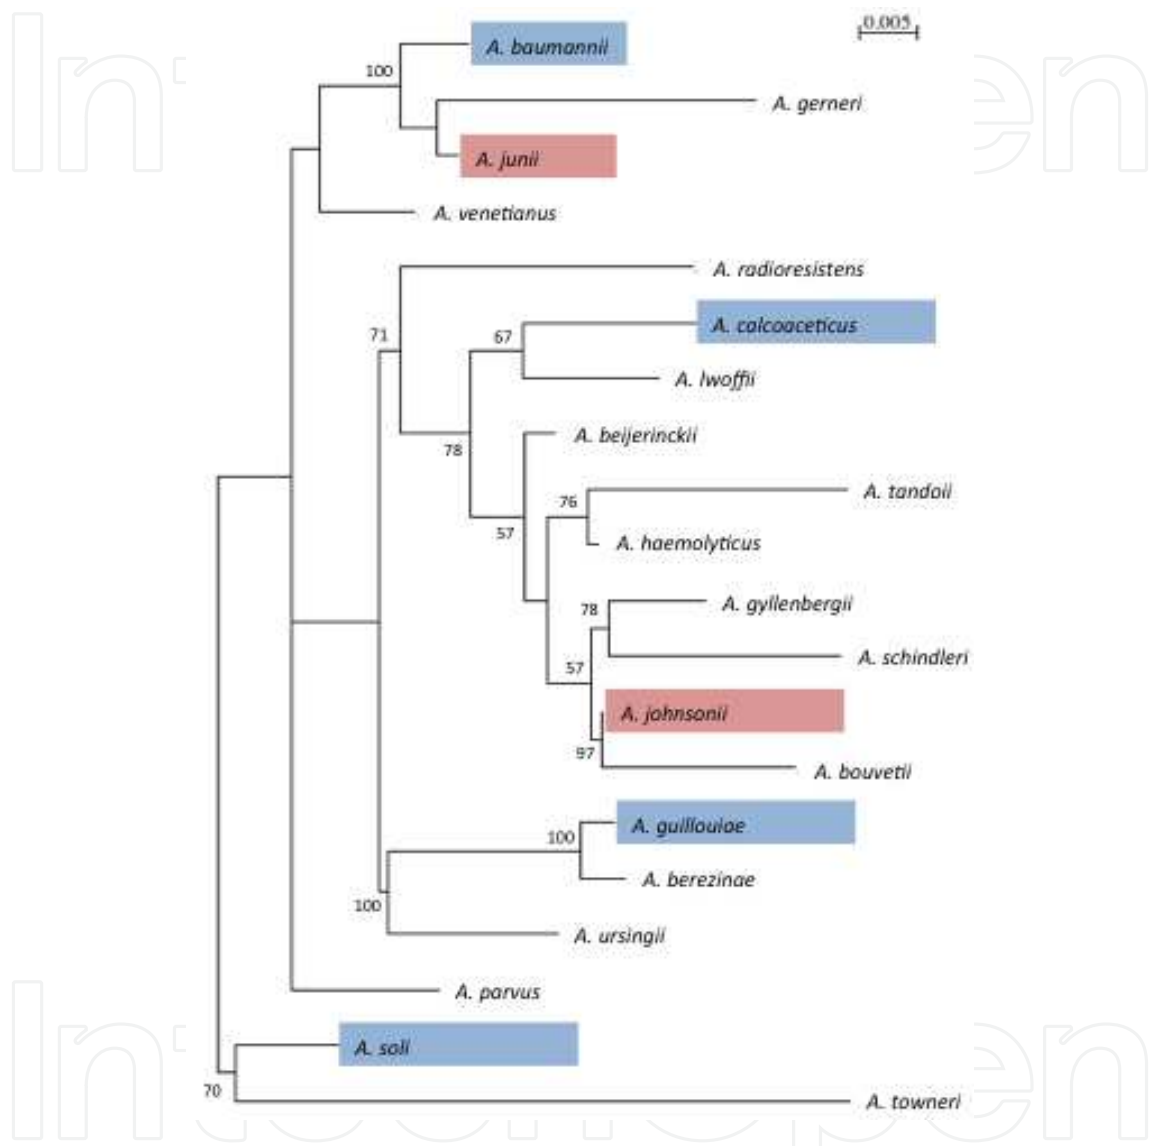 0.005
A. baumannii
100
A. gerneri
A. junii
A. venetianus
A. radioresistens
71
67
A. calcoaceticus
A. lwoffii
78
A. beijerinckii
76
A. tandoii
57
A. haemolyticus
78
A. gyllenbergii
57
A. schindleri
A. johnsonii
97
A. bouvetii
100
A. guillouiae
A. berezinae
100
A. ursingii
A. parvus
A. soli
70
A. towneri